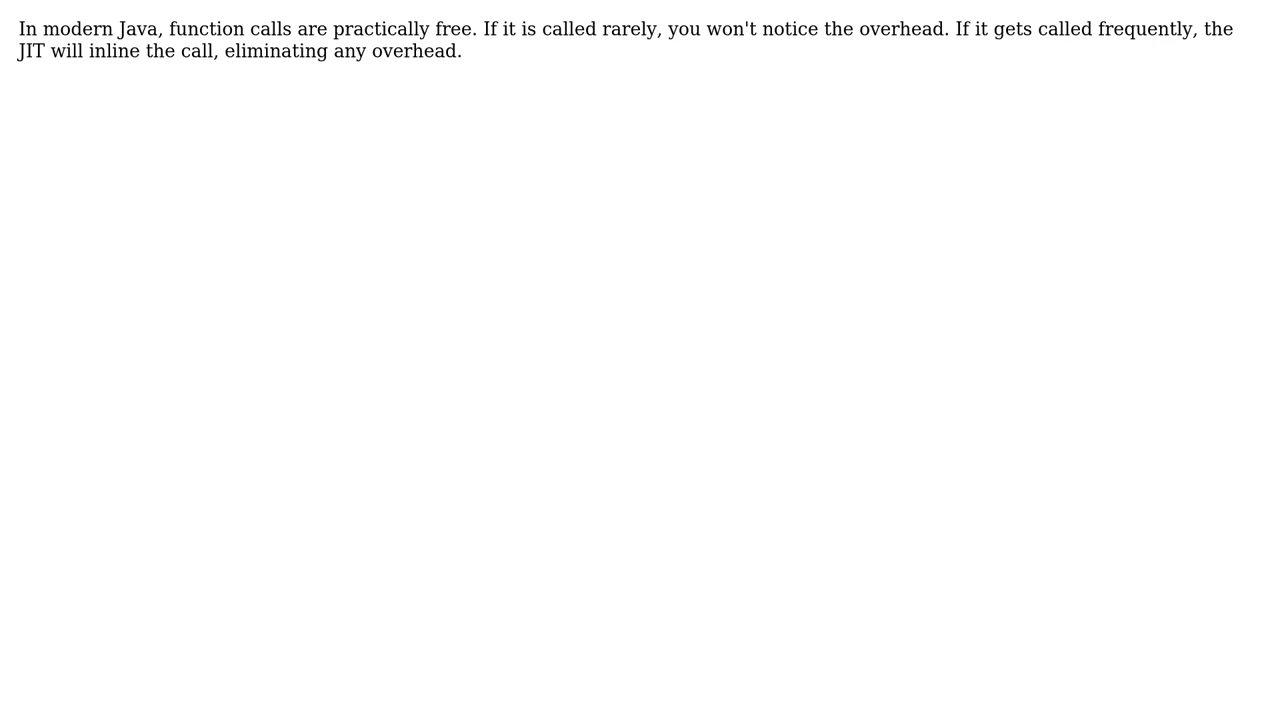 In modern Java, function calls are practically free. If it is called rarely, you won't notice the overhead. If it gets called frequently, the
JIT will inline the call, eliminating any overhead.